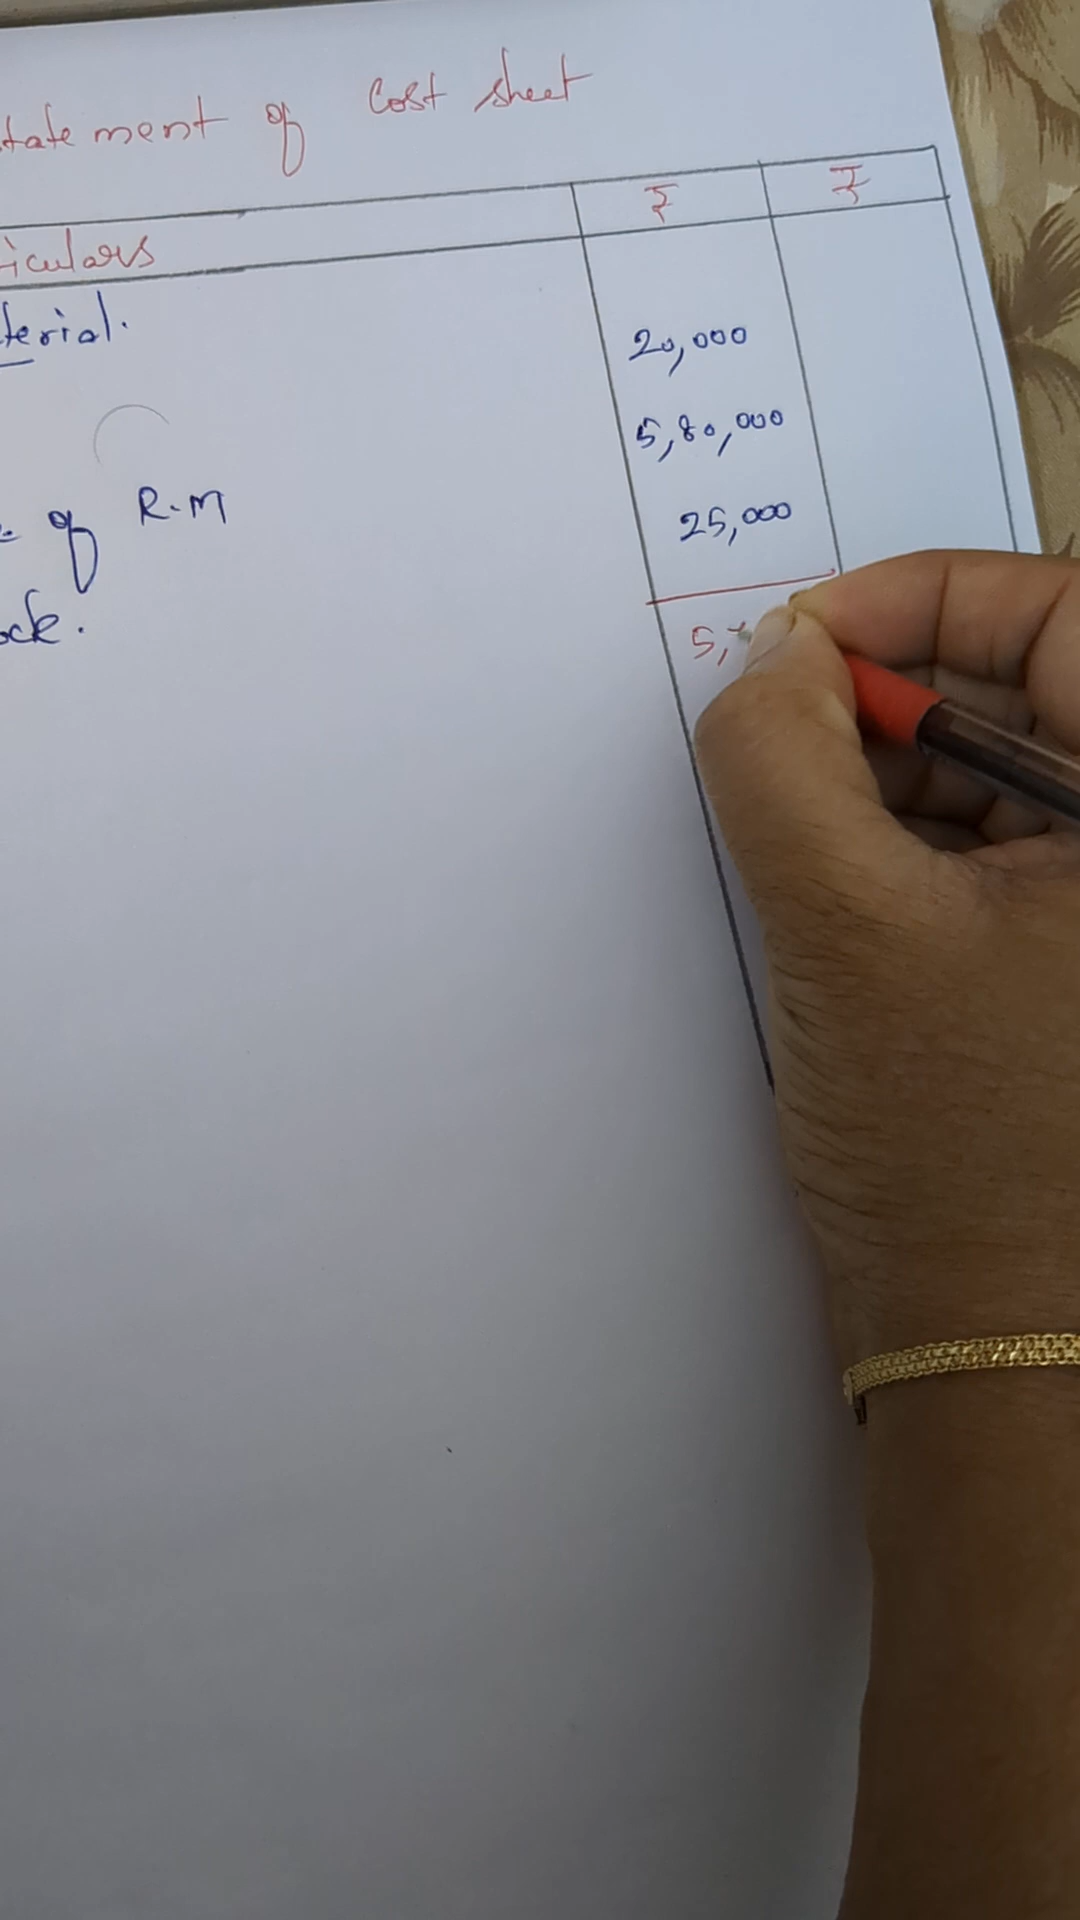 tatement of Cost sheet
iculars ₹ ₹
terial.
20,000
5,80,000
of R.M 25,000
ock.
5,